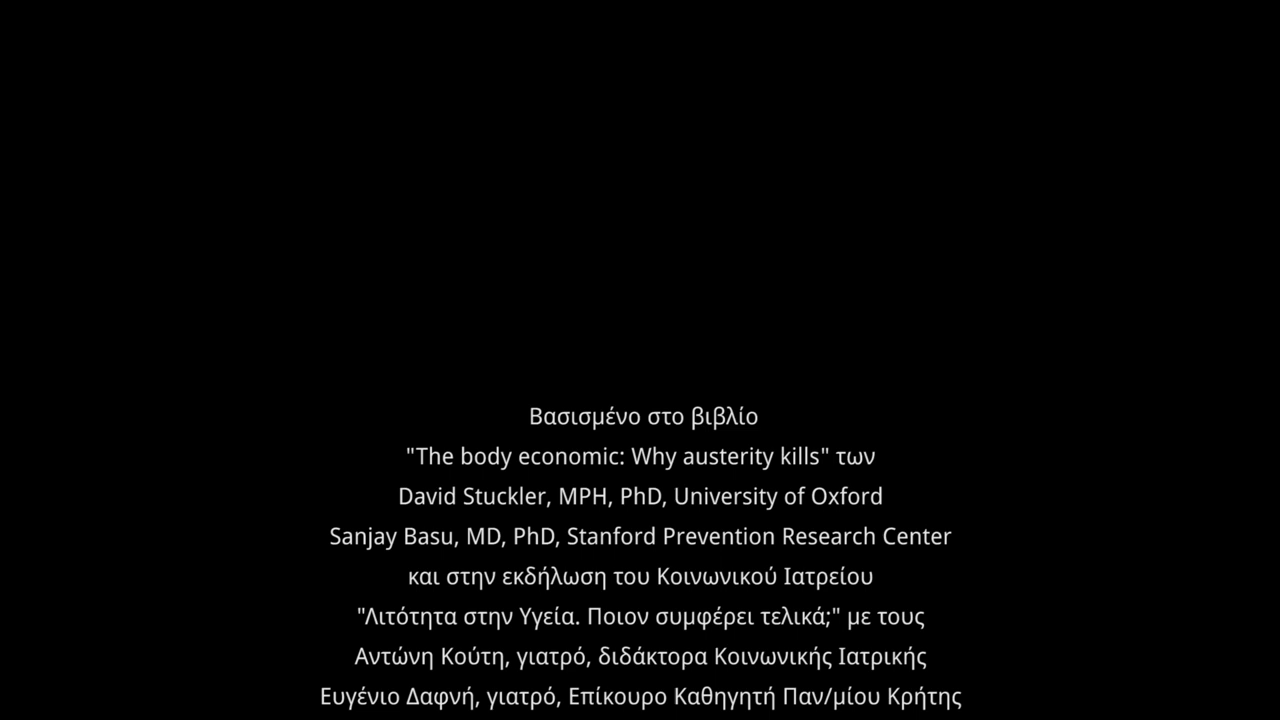 Βασισμένο στο βιβλίο
"The body economic: Why austerity kills" των
David Stuckler, MPH, PhD, University of Oxford
Sanjay Basu, MD, PhD, Stanford Prevention Research Center
και στην εκδήλωση του Κοινωνικού Ιατρείου
"Λιτότητα στην Υγεία. Ποιον συμφέρει τελικά;" με τους
Αντώνη Κούτη, γιατρό, διδάκτορα Κοινωνικής Ιατρικής
Ευγένιο Δαφνή, γιατρό, Επίκουρο Καθηγητή Παν/μίου Κρήτης